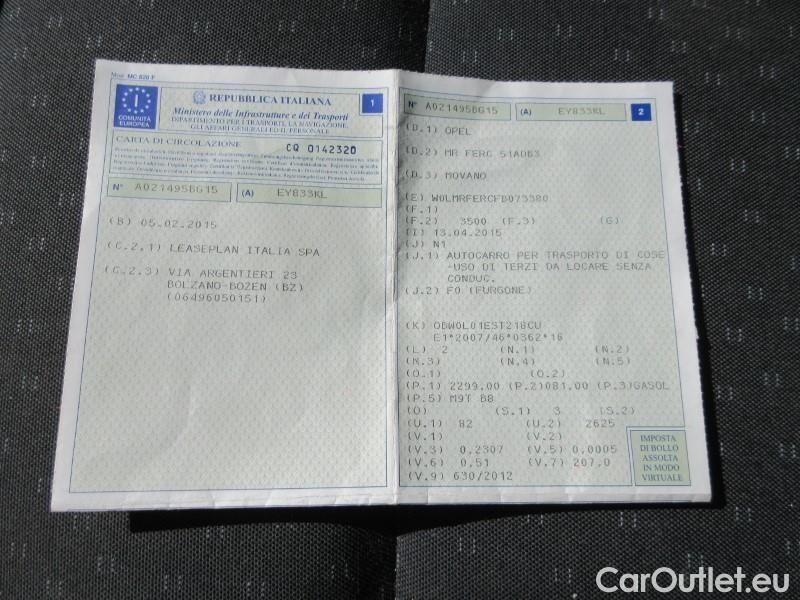 Mod. MC 820 F
COMUNITÀ
EUROPEA
I
REPUBBLICA ITALIANA
1
Ministero delle Infrastrutture e dei Trasporti
DIPARTIMENTO PER I TRASPORTI, LA NAVIGAZIONE,
GLI AFFARI GENERALI ED IL PERSONALE
CARTA DI CIRCOLAZIONE CQ 0142320
N° A021495BG15 (A) EY833KL
(B) 05.02.2015
(C.2.1) LEASEPLAN ITALIA SPA
(C.2.3) VIA ARGENTIERI 23
BOLZANO-BOZEN (BZ)
(06496050151)
N° A021495BG15 (A) EY833KL 2
(D.1) OPEL
(D.2) MR FERC 51ADB3
(D.3) MOVANO
(E) W0LMRFERCFB073380
(F.1)
(F.2) 3500 (F.3) (G)
(I) 13.04.2015
(J) N1
(J.1) AUTOCARRO PER TRASPORTO DI COSE
-USO DI TERZI DA LOCARE SENZA
CONDUC.
(J.2) F0 (FURGONE)
(K) OBWOL01EST218CU
E1*2007/46*0362*16
(L) 2 (N.1) (N.2)
(N.3) (N.4) (N.5)
(O.1) (O.2)
(P.1) 2299,00 (P.2)081,00 (P.3)GASOL
(P.5) M9T B8
(Q) (S.1) 3 (S.2)
(U.1) 82 (U.2) 2625
(V.1) (V.2)
(V.3) 0.2307 (V.5) 0.0005
(V.6) 0.51 (V.7) 207.0
(V.9) 630/2012
IMPOSTA
DI BOLLO
ASSOLTA
IN MODO
VIRTUALE
CarOutlet.eu